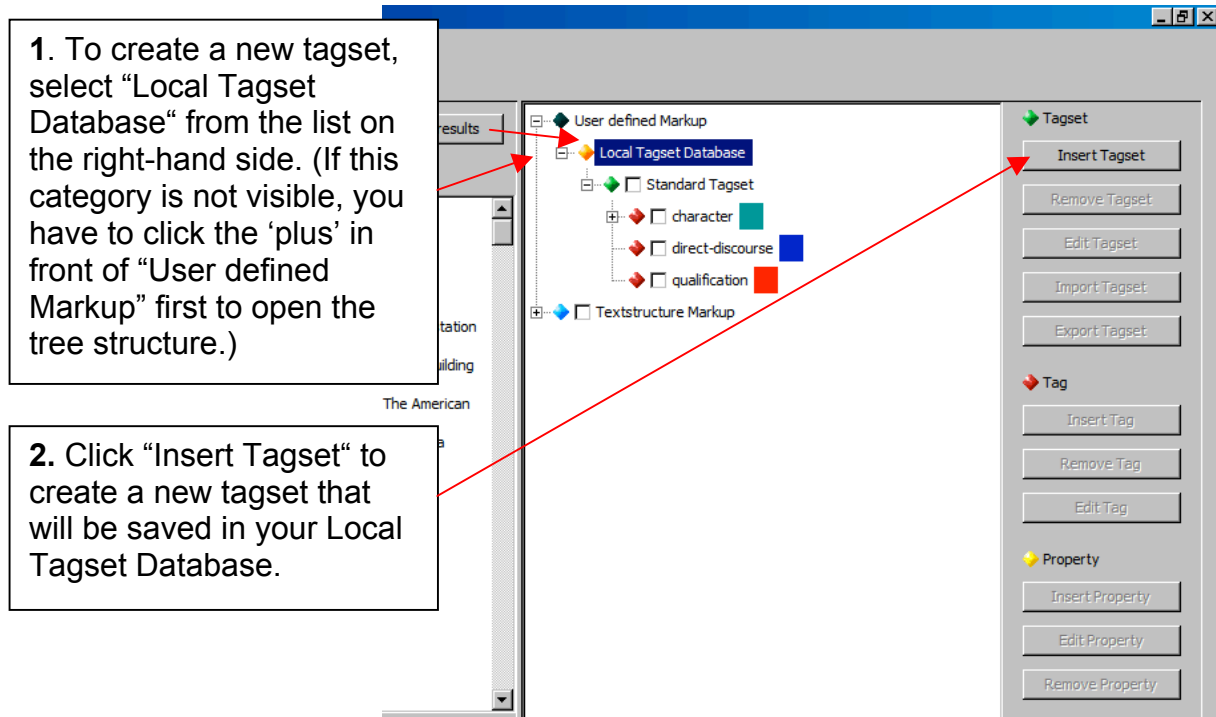 1. To create a new tagset,
select “Local Tagset
Database“ from the list on
the right-hand side. (If this
category is not visible, you
have to click the ‘plus’ in
front of “User defined
Markup” first to open the
tree structure.)
2. Click “Insert Tagset“ to
create a new tagset that
will be saved in your Local
Tagset Database.
results
tation
uilding
The American
a
User defined Markup
Local Tagset Database
Standard Tagset
character
direct-discourse
qualification
Textstructure Markup
Tagset
Insert Tagset
Remove Tagset
Edit Tagset
Import Tagset
Export Tagset
Tag
Insert Tag
Remove Tag
Edit Tag
Property
Insert Property
Edit Property
Remove Property